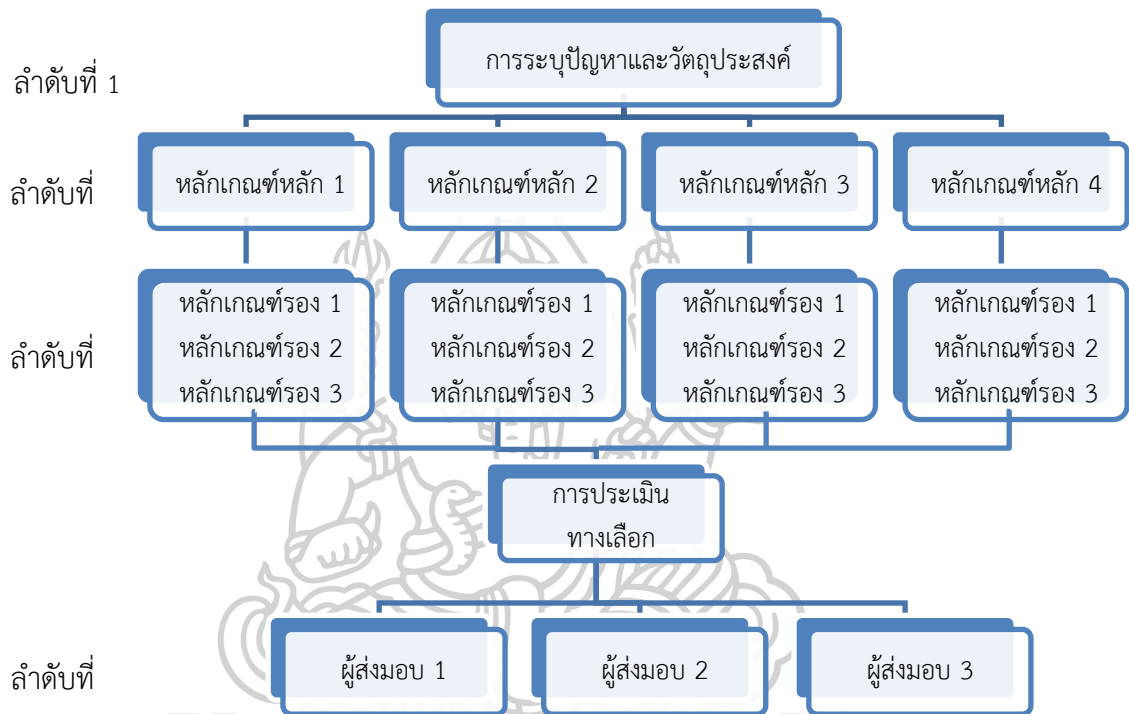 การระบุปัญหาและวัตถุประสงค์
ลำดับที่ 1
ลำดับที่
หลักเกณฑ์หลัก 1
หลักเกณฑ์หลัก 2
หลักเกณฑ์หลัก 3
หลักเกณฑ์หลัก 4
ลำดับที่
หลักเกณฑ์รอง 1
หลักเกณฑ์รอง 2
หลักเกณฑ์รอง 3
หลักเกณฑ์รอง 1
หลักเกณฑ์รอง 2
หลักเกณฑ์รอง 3
หลักเกณฑ์รอง 1
หลักเกณฑ์รอง 2
หลักเกณฑ์รอง 3
หลักเกณฑ์รอง 1
หลักเกณฑ์รอง 2
หลักเกณฑ์รอง 3
การประเมิน
ทางเลือก
ลำดับที่
ผู้ส่งมอบ 1
ผู้ส่งมอบ 2
ผู้ส่งมอบ 3